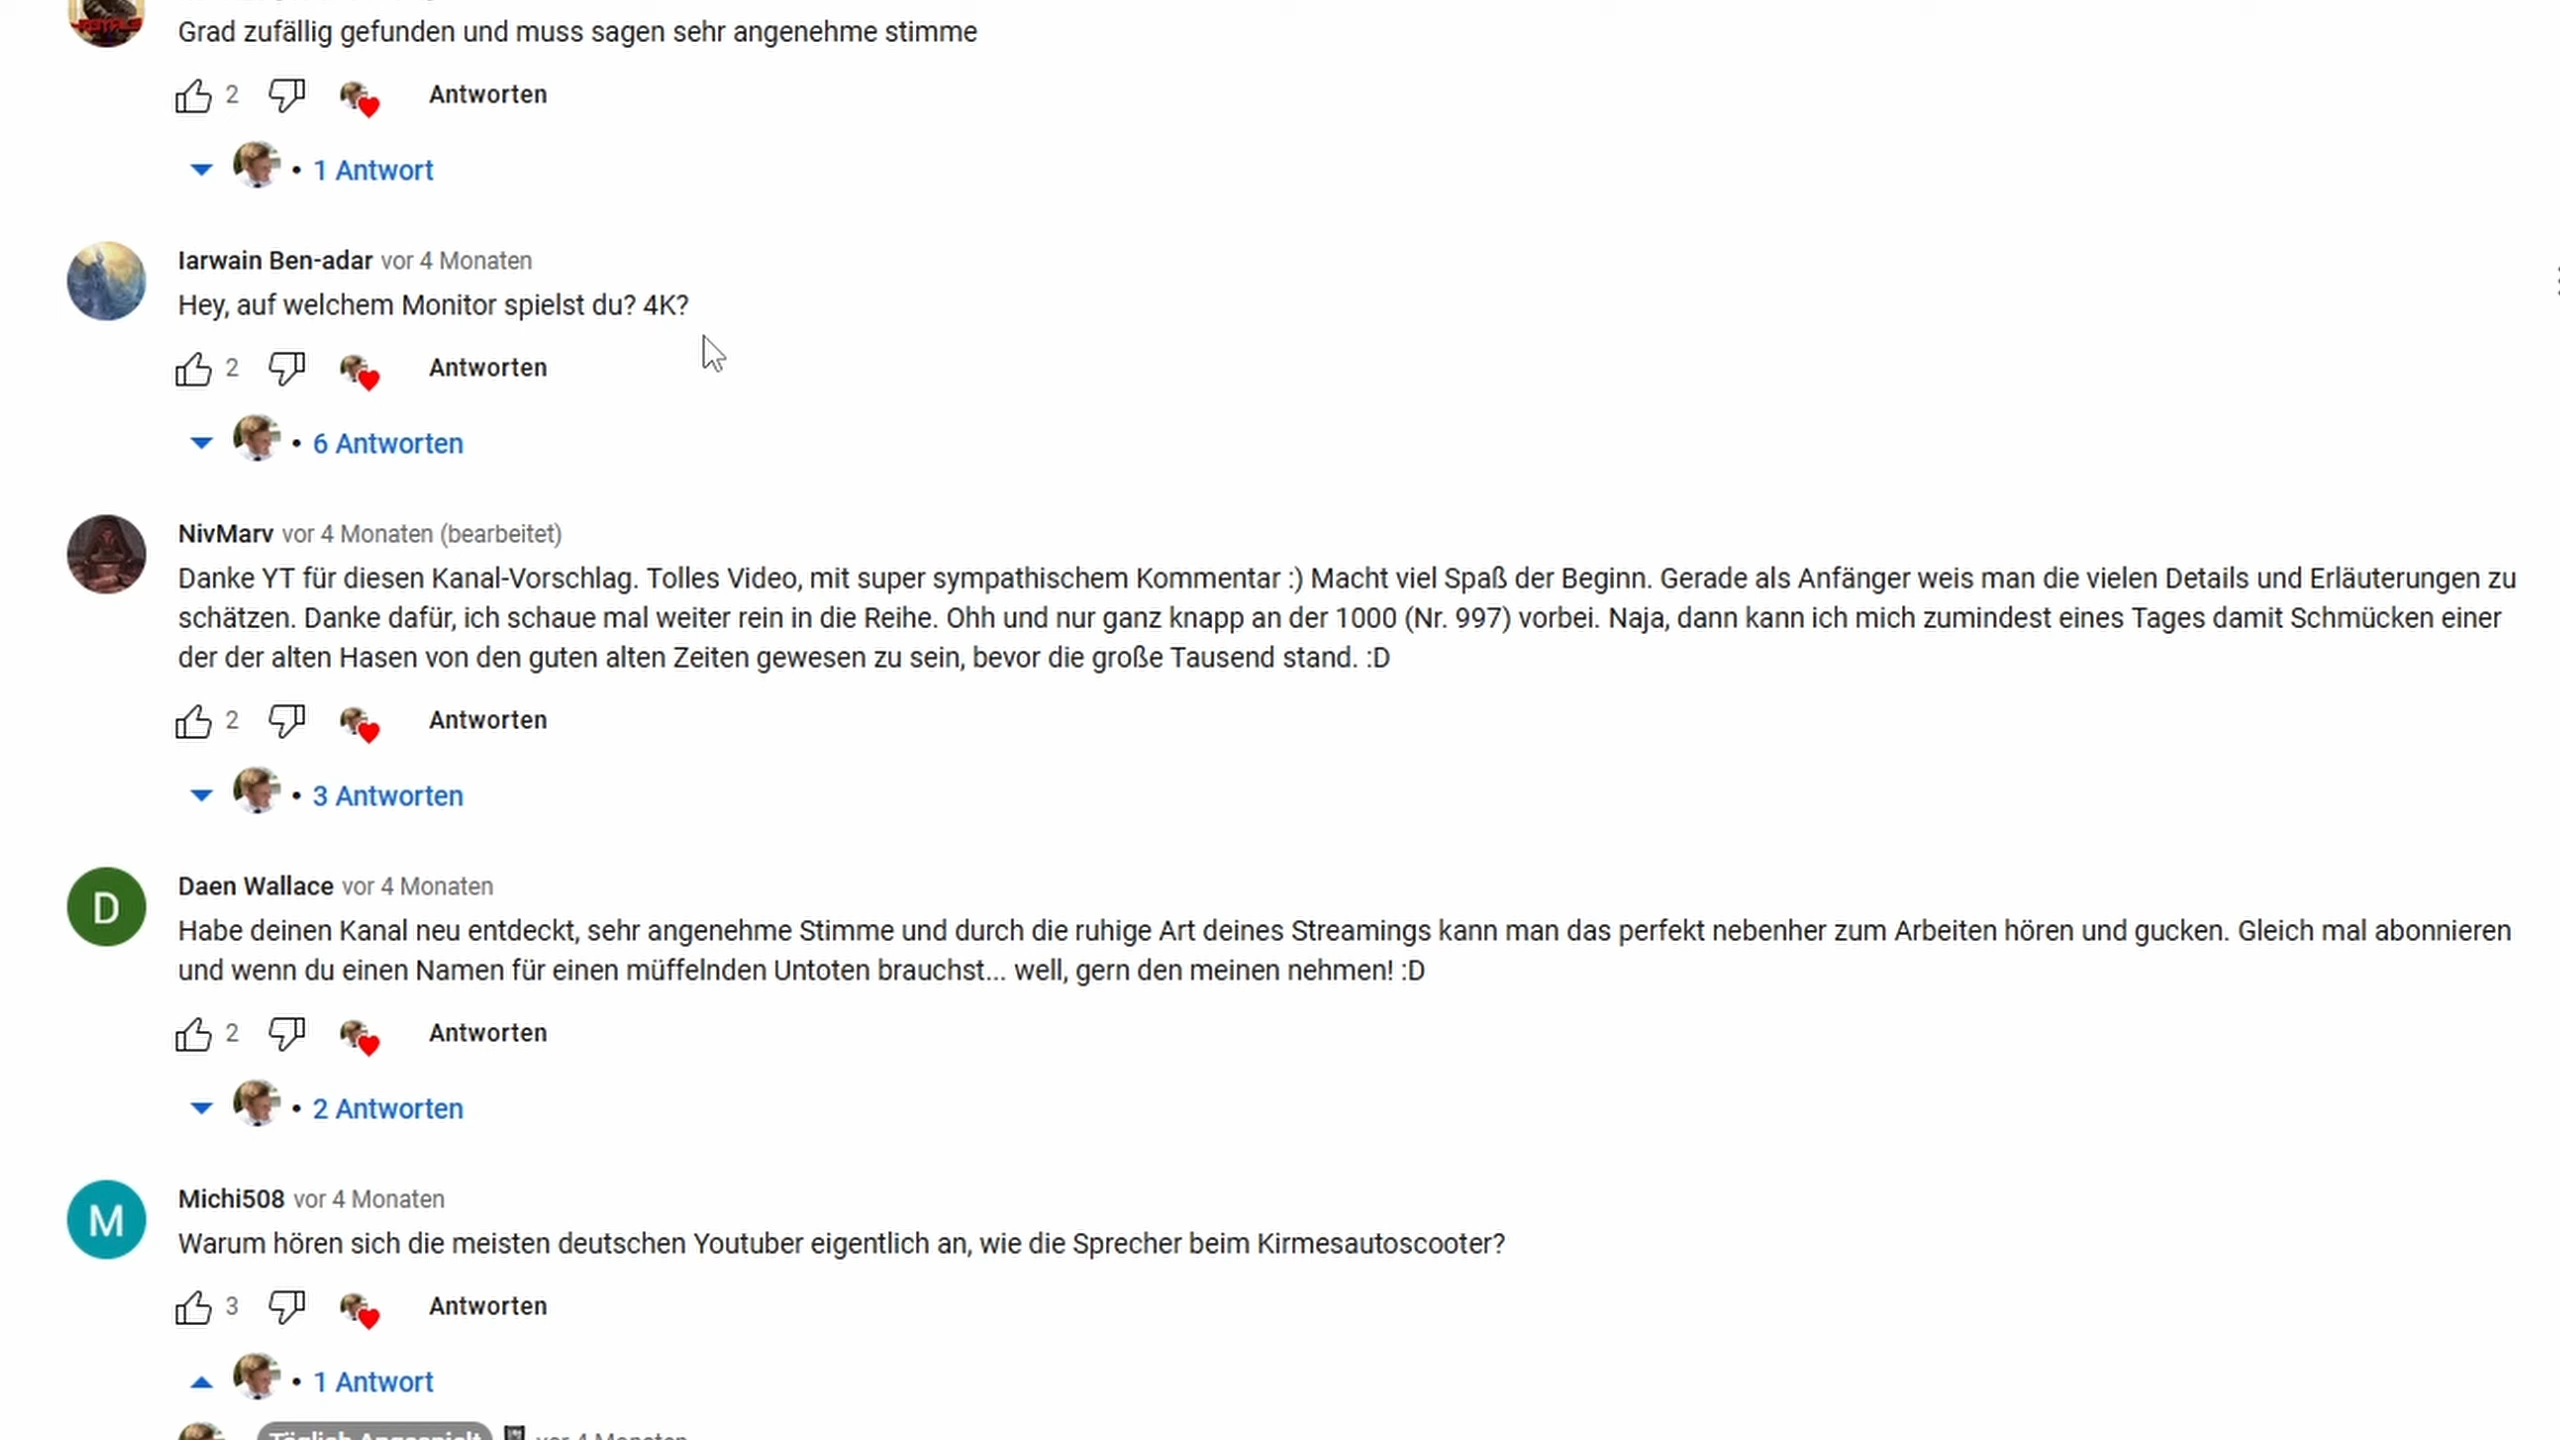 Grad zufällig gefunden und muss sagen sehr angenehme stimme
2 Antworten
• 1 Antwort
Iarwain Ben-adar vor 4 Monaten
Hey, auf welchem Monitor spielst du? 4K?
2 Antworten
• 6 Antworten
NivMarv vor 4 Monaten (bearbeitet)
Danke YT für diesen Kanal-Vorschlag. Tolles Video, mit super sympathischem Kommentar :) Macht viel Spaß der Beginn. Gerade als Anfänger weis man die vielen Details und Erläuterungen zu
schätzen. Danke dafür, ich schaue mal weiter rein in die Reihe. Ohh und nur ganz knapp an der 1000 (Nr. 997) vorbei. Naja, dann kann ich mich zumindest eines Tages damit Schmücken einer
der der alten Hasen von den guten alten Zeiten gewesen zu sein, bevor die große Tausend stand. :D
2 Antworten
• 3 Antworten
D
Daen Wallace vor 4 Monaten
Habe deinen Kanal neu entdeckt, sehr angenehme Stimme und durch die ruhige Art deines Streamings kann man das perfekt nebenher zum Arbeiten hören und gucken. Gleich mal abonnieren
und wenn du einen Namen für einen müffelnden Untoten brauchst... well, gern den meinen nehmen! :D
2 Antworten
• 2 Antworten
M
Michi508 vor 4 Monaten
Warum hören sich die meisten deutschen Youtuber eigentlich an, wie die Sprecher beim Kirmesautoscooter?
3 Antworten
• 1 Antwort
Täglich Angespielt vor 4 Monaten